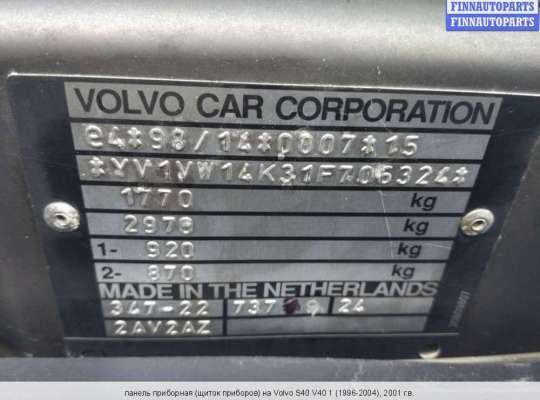 FINNAUTOPARTS
FINNAUTOPARTS
VOLVO CAR CORPORATION
e4*98/14*0007*15
*YV1VW14K31F706324*
1770 kg
2970 kg
1- 920 kg
2- 870 kg
MADE IN THE NETHERLANDS
347-22 24
2AV2AZ
панель приборная (щиток приборов) на Volvo S40 V40 1 (1996-2004), 2001 г.в.